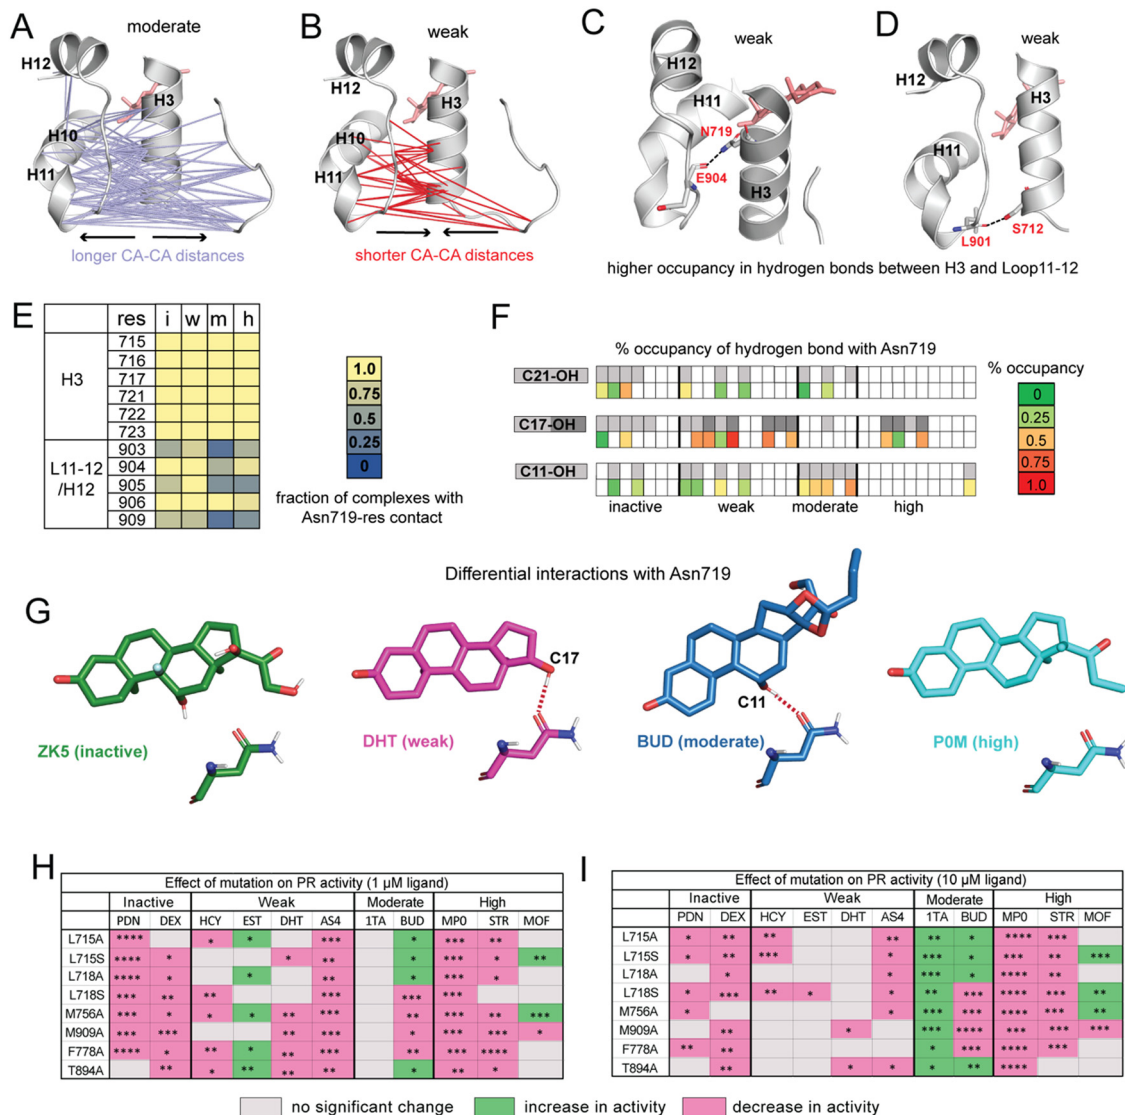 A
moderate
H12
H3
H10
H11
longer CA-CA distances
B
weak
H12
H3
H10
H11
shorter CA-CA distances
C
weak
H12
H11
N719
E904
H3
D
weak
H12
H3
H11
L901
S712
higher occupancy in hydrogen bonds between H3 and Loop11-12
E
res i w m h
H3
715
716
717
721
722
723
L11-12
/H12
903
904
905
906
909
1.0
0.75
0.5
0.25
0
fraction of complexes with
Asn719-res contact
F
% occupancy of hydrogen bond with Asn719
C21-OH
C17-OH
C11-OH
inactive weak moderate high
% occupancy
0
0.25
0.5
0.75
1.0
Differential interactions with Asn719
G
ZK5 (inactive)
C17
DHT (weak)
C11
BUD (moderate)
P0M (high)
H
Effect of mutation on PR activity (1 µM ligand)
Inactive Weak Moderate High
PDN DEX HCY EST DHT AS4 1TA BUD MP0 STR MOF
L715A **** * * *** * *** **
L715S **** * * ** * *** * **
L718A **** * * ** * *** *
L718S *** ** ** *** *** ***
M756A *** * * * ** *** ** *** ** ***
M909A *** *** ** *** ** *** *** *
F778A **** * ** * ** *** ** *** ****
T894A ** * ** ** ** * ** *
I
Effect of mutation on PR activity (10 µM ligand)
Inactive Weak Moderate High
PDN DEX HCY EST DHT AS4 1TA BUD MP0 STR MOF
L715A * ** ** ** ** * **** ***
L715S * ** *** * *** * *** ** ***
L718A * * *** * **** **
L718S * *** ** * * ** *** **** *** **
M756A * * *** ** **** *** **
M909A ** * *** **** *** *** ***
F778A ** ** * *** *** ***
T894A ** * * * ** ****
no significant change increase in activity decrease in activity